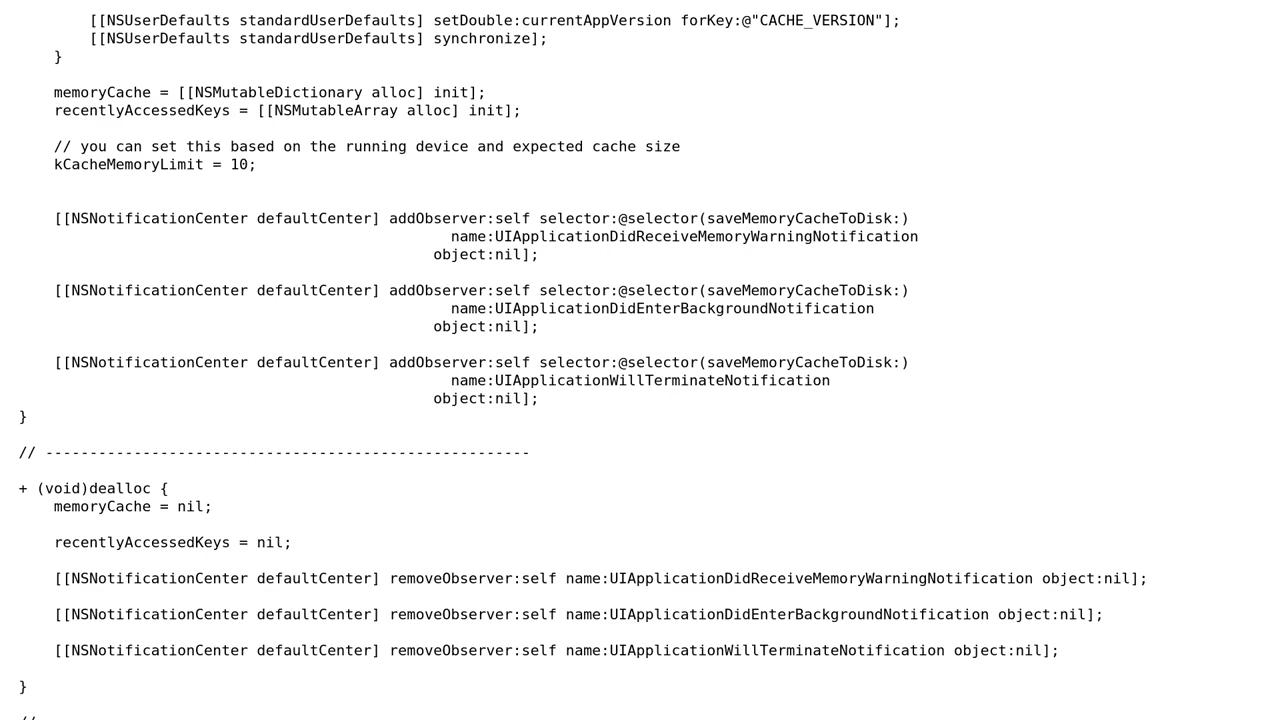 [[NSUserDefaults standardUserDefaults] setDouble:currentAppVersion forKey:@"CACHE_VERSION"];
        [[NSUserDefaults standardUserDefaults] synchronize];
    }

    memoryCache = [[NSMutableDictionary alloc] init];
    recentlyAccessedKeys = [[NSMutableArray alloc] init];

    // you can set this based on the running device and expected cache size
    kCacheMemoryLimit = 10;


    [[NSNotificationCenter defaultCenter] addObserver:self selector:@selector(saveMemoryCacheToDisk:)
                                                 name:UIApplicationDidReceiveMemoryWarningNotification
                                               object:nil];

    [[NSNotificationCenter defaultCenter] addObserver:self selector:@selector(saveMemoryCacheToDisk:)
                                                 name:UIApplicationDidEnterBackgroundNotification
                                               object:nil];

    [[NSNotificationCenter defaultCenter] addObserver:self selector:@selector(saveMemoryCacheToDisk:)
                                                 name:UIApplicationWillTerminateNotification
                                               object:nil];
}

// -------------------------------------------------------

+ (void)dealloc {
    memoryCache = nil;

    recentlyAccessedKeys = nil;

    [[NSNotificationCenter defaultCenter] removeObserver:self name:UIApplicationDidReceiveMemoryWarningNotification object:nil];

    [[NSNotificationCenter defaultCenter] removeObserver:self name:UIApplicationDidEnterBackgroundNotification object:nil];

    [[NSNotificationCenter defaultCenter] removeObserver:self name:UIApplicationWillTerminateNotification object:nil];

}